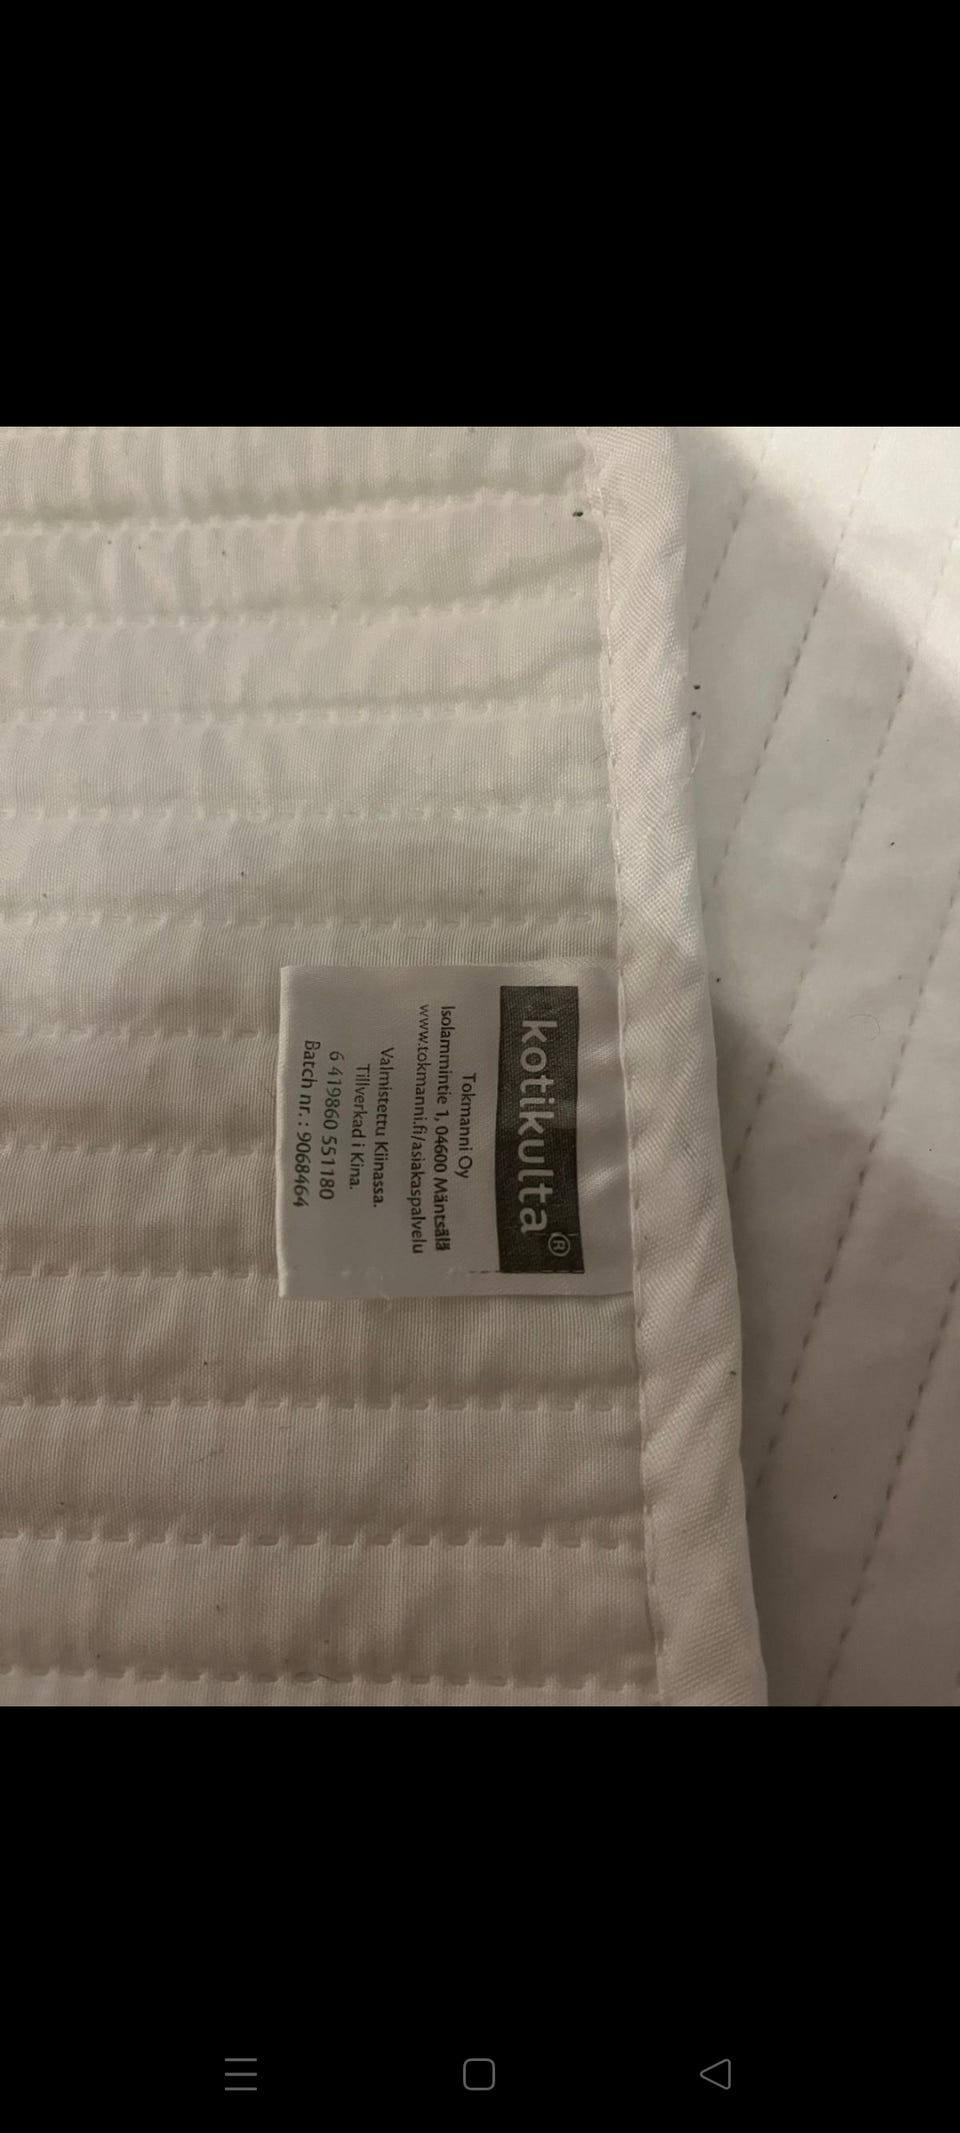 kotikulta®
Tokmanni Oy
Isolammintie 1, 04600 Mäntsälä
www.tokmanni.fi/asiakaspalvelu
Valmistettu Kiinassa.
Tillverkad i Kina.
6 419860 551180
Batch nr. : 9068464